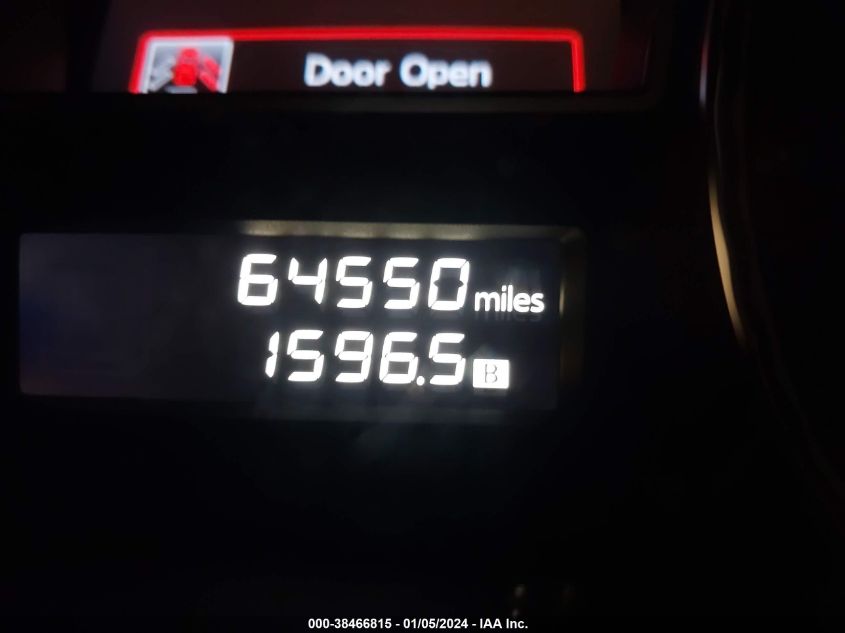 Door Open
64550 miles
1596.5 B
000-38466815 - 01/05/2024 - IAA Inc.